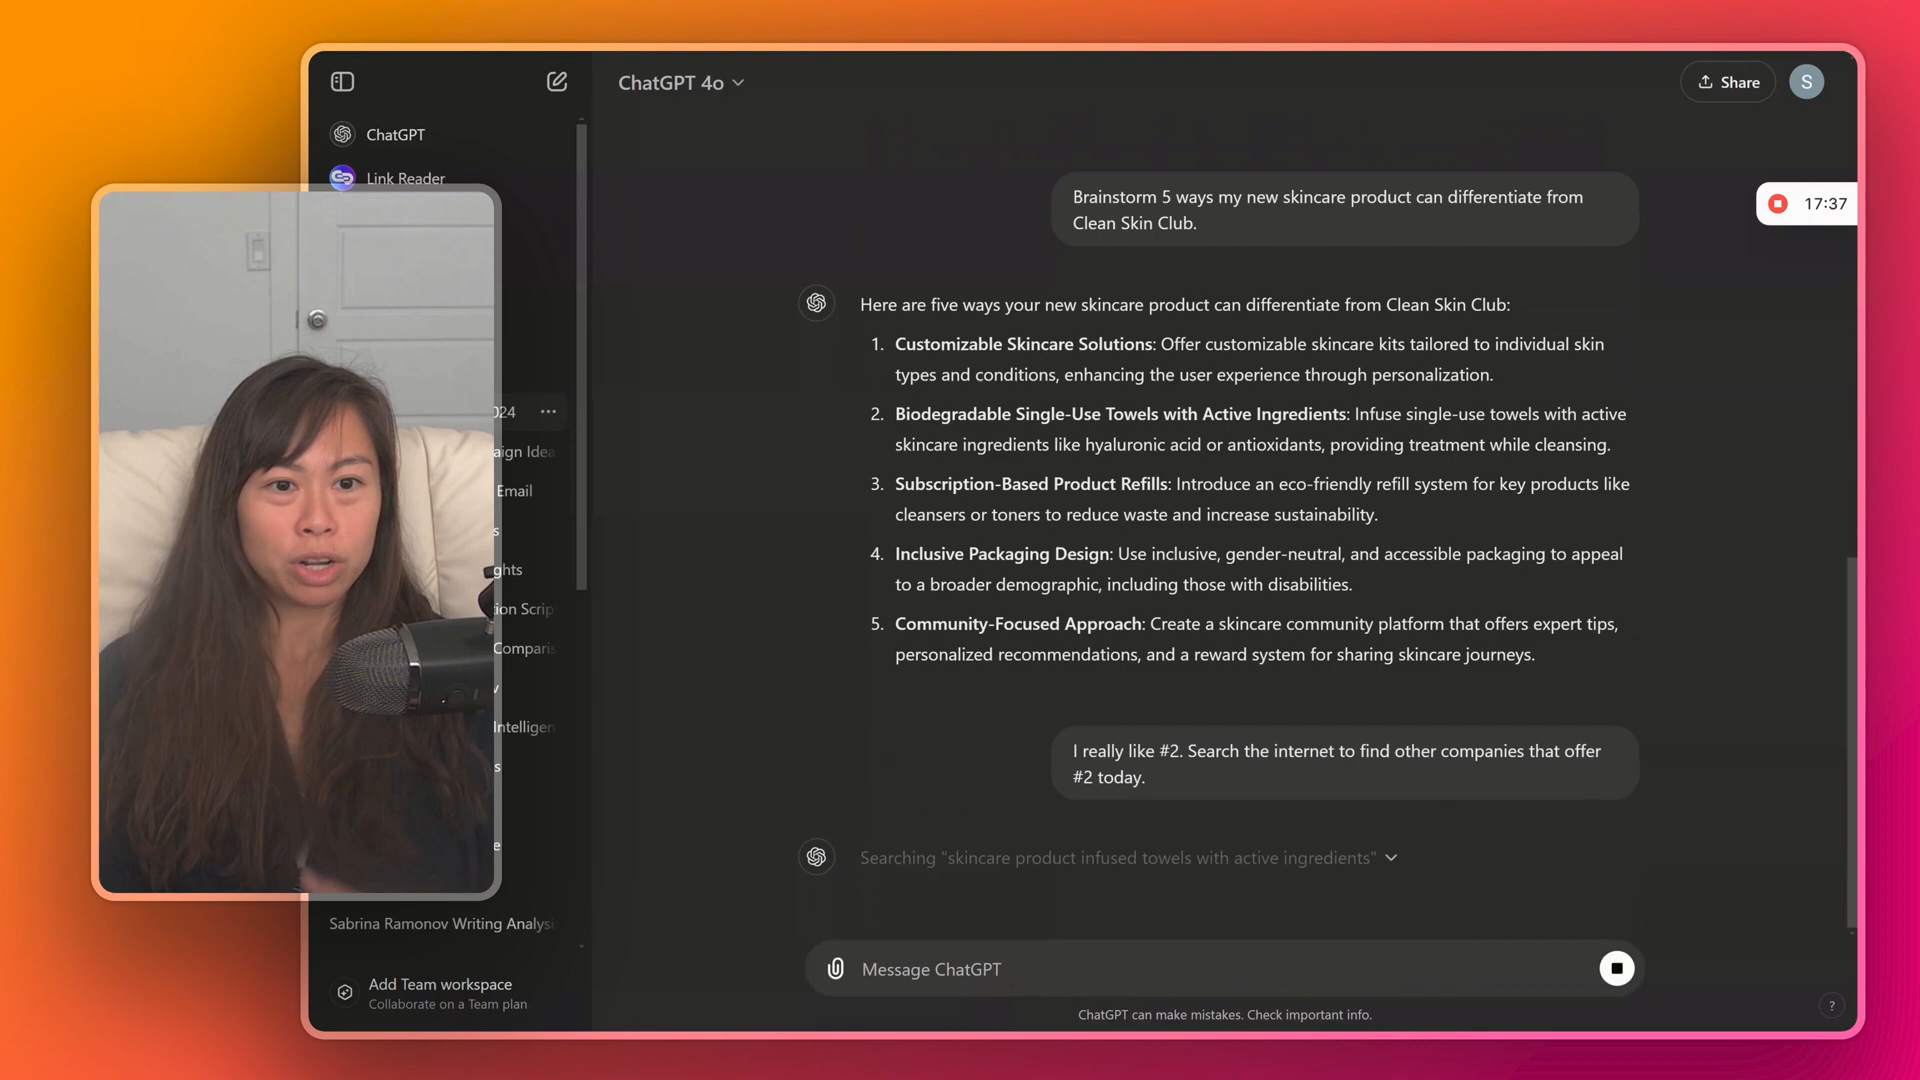 ChatGPT 4o
Share
S
ChatGPT
Link Reader
17:37
Brainstorm 5 ways my new skincare product can differentiate from
Clean Skin Club.
Here are five ways your new skincare product can differentiate from Clean Skin Club:
1. Customizable Skincare Solutions: Offer customizable skincare kits tailored to individual skin
types and conditions, enhancing the user experience through personalization.
2. Biodegradable Single-Use Towels with Active Ingredients: Infuse single-use towels with active
skincare ingredients like hyaluronic acid or antioxidants, providing treatment while cleansing.
3. Subscription-Based Product Refills: Introduce an eco-friendly refill system for key products like
cleansers or toners to reduce waste and increase sustainability.
4. Inclusive Packaging Design: Use inclusive, gender-neutral, and accessible packaging to appeal
to a broader demographic, including those with disabilities.
5. Community-Focused Approach: Create a skincare community platform that offers expert tips,
personalized recommendations, and a reward system for sharing skincare journeys.
I really like #2. Search the internet to find other companies that offer
#2 today.
Searching "skincare product infused towels with active ingredients"
Email
Sabrina Ramonov Writing Analys
Add Team workspace
Collaborate on a Team plan
Message ChatGPT
ChatGPT can make mistakes. Check important info.
?